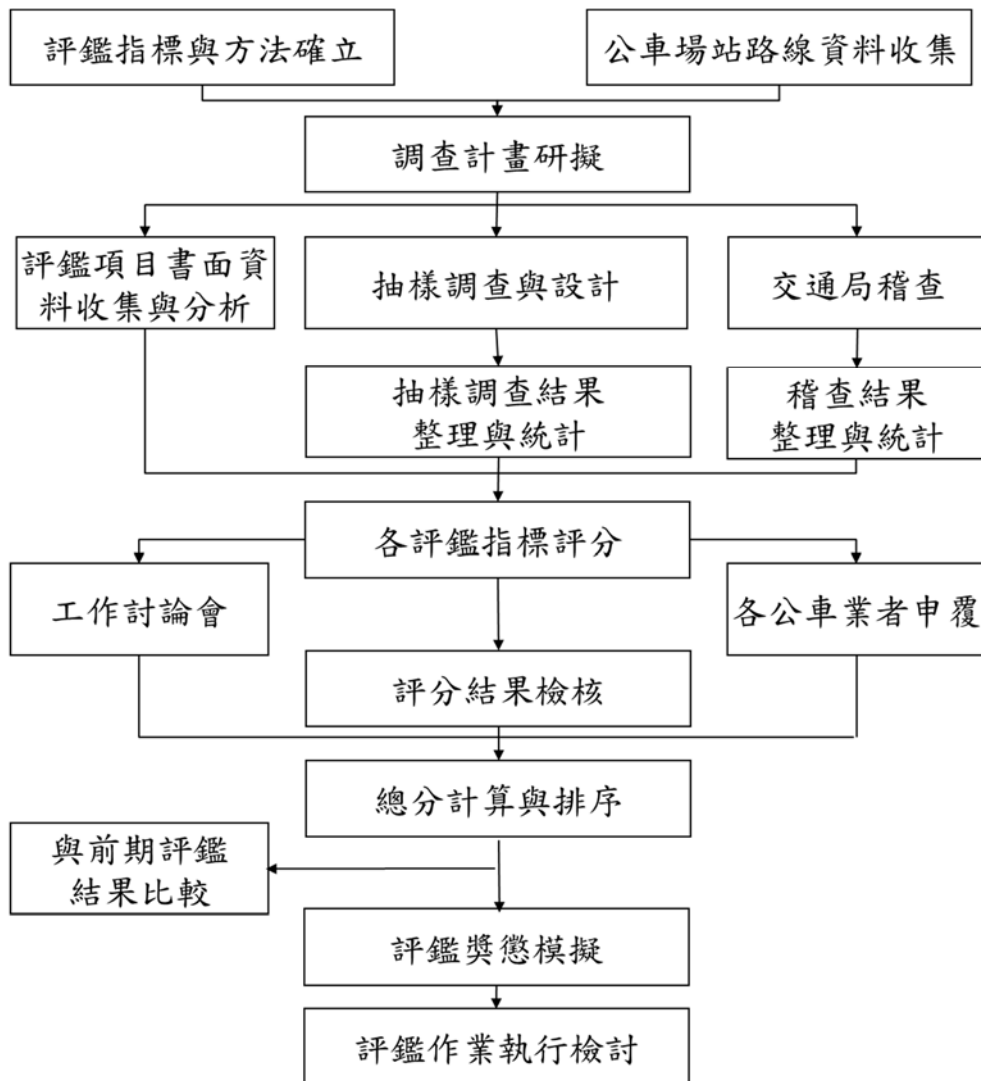 評鑑指標與方法確立
公車場站路線資料收集
調查計畫研擬
評鑑項目書面資
料收集與分析
抽樣調查與設計
交通局稽查
抽樣調查結果
整理與統計
稽查結果
整理與統計
各評鑑指標評分
工作討論會
各公車業者申覆
評分結果檢核
總分計算與排序
與前期評鑑
結果比較
評鑑獎懲模擬
評鑑作業執行檢討